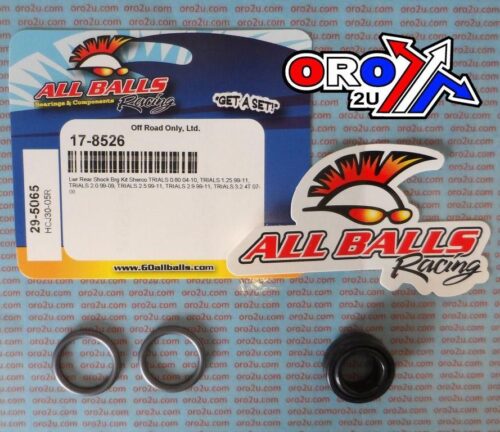 ALL BALLS
Bearings & Components Racing
"GET A SET!"
ORO
2U
Off Road Only, Ltd.
17-8526
Lwr Rear Shock Brg Kit Sherco TRIALS 0.80 04-10, TRIALS 1.25 99-11,
TRIALS 2.0 99-09, TRIALS 2.5 99-11, TRIALS 2.9 99-11, TRIALS 3.2 4T 07-
29-5065
HCJ30-05R
www.60allballs.com
ALL BALLS
Racing
oro2u.com